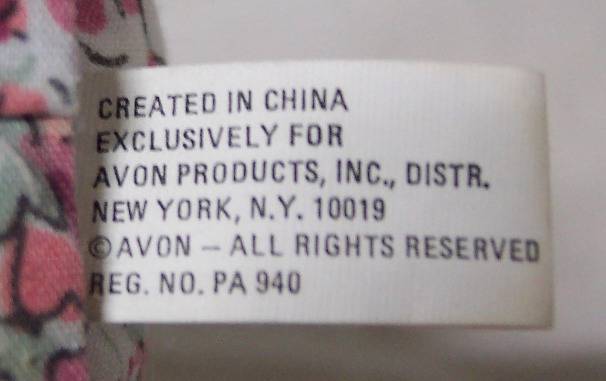 CREATED IN CHINA
EXCLUSIVELY FOR
AVON PRODUCTS, INC., DISTR.
NEW YORK, N.Y. 10019
©AVON – ALL RIGHTS RESERVED
REG. NO. PA 940